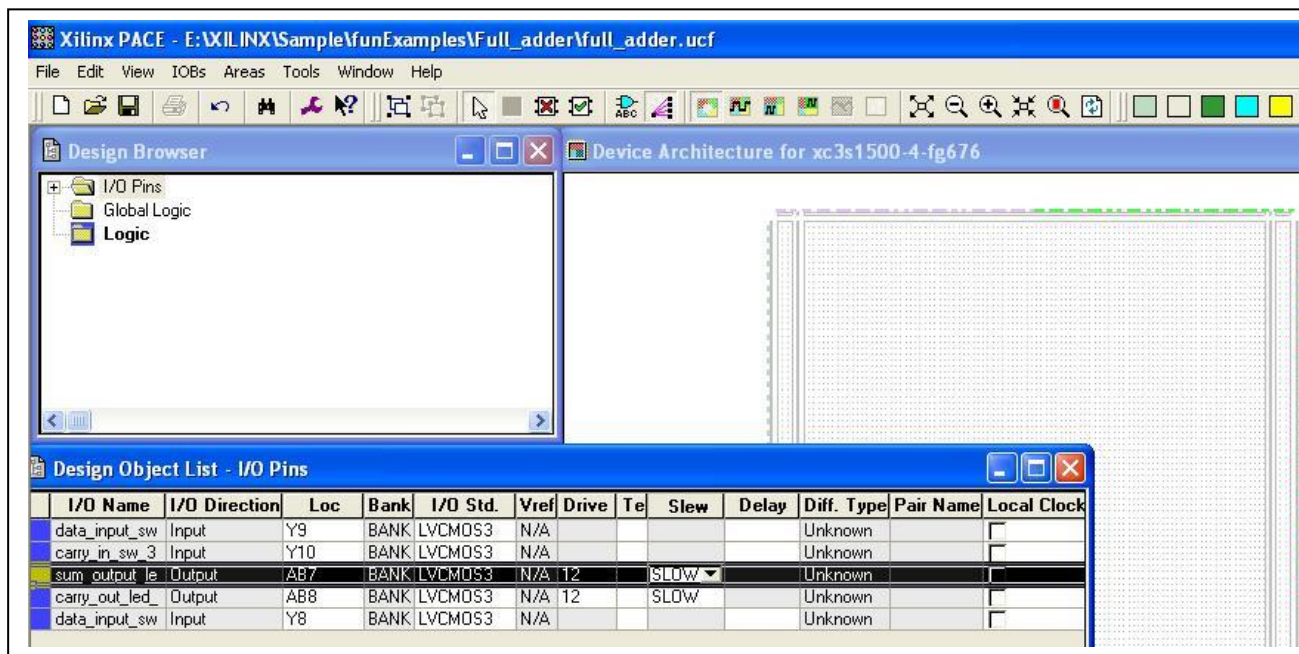 Xilinx PACE - E:\XILINX\Sample\funExamples\Full_adder\full_adder.ucf
File Edit View IOBs Areas Tools Window Help
ABC
Design Browser
Device Architecture for xc3s1500-4-fg676
I/O Pins
Global Logic
Logic
Design Object List - I/O Pins
I/O Name I/O Direction Loc Bank I/O Std. Vref Drive Te Slew Delay Diff. Type Pair Name Local Clock
data_input_sw Input Y9 BANK LVCMOS3 N/A Unknown
carry_in_sw_3 Input Y10 BANK LVCMOS3 N/A Unknown
sum_output_le Output AB7 BANK LVCMOS3 N/A 12 SLOW Unknown
carry_out_led_ Output AB8 BANK LVCMOS3 N/A 12 SLOW Unknown
data_input_sw Input Y8 BANK LVCMOS3 N/A Unknown